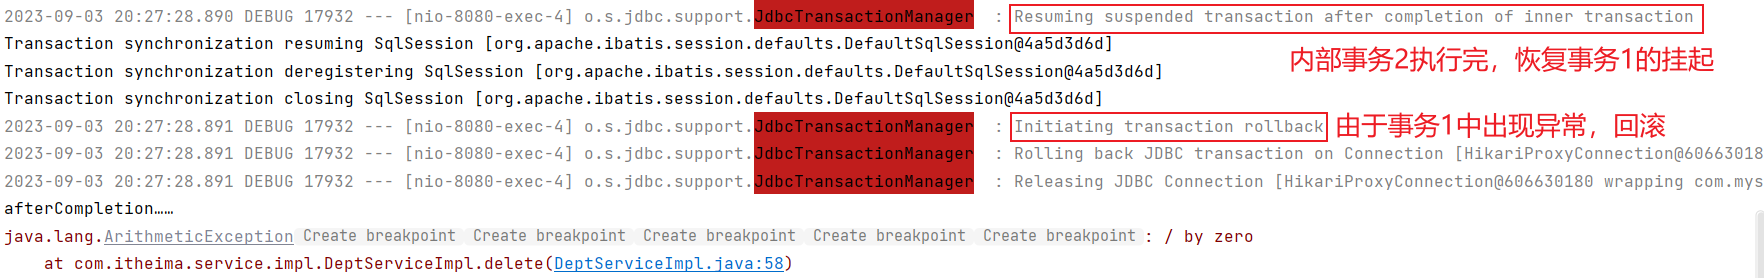 2023-09-03 20:27:28.890 DEBUG 17932 --- [nio-8080-exec-4] o.s.jdbc.support.JdbcTransactionManager : Resuming suspended transaction after completion of inner transaction
Transaction synchronization resuming SqlSession [org.apache.ibatis.session.defaults.DefaultSqlSession@4a5d3d6d]
内部事务2执行完，恢复事务1的挂起
Transaction synchronization deregistering SqlSession [org.apache.ibatis.session.defaults.DefaultSqlSession@4a5d3d6d]
Transaction synchronization closing SqlSession [org.apache.ibatis.session.defaults.DefaultSqlSession@4a5d3d6d]
2023-09-03 20:27:28.891 DEBUG 17932 --- [nio-8080-exec-4] o.s.jdbc.support.JdbcTransactionManager : Initiating transaction rollback 由于事务1中出现异常，回滚
2023-09-03 20:27:28.891 DEBUG 17932 --- [nio-8080-exec-4] o.s.jdbc.support.JdbcTransactionManager : Rolling back JDBC transaction on Connection [HikariProxyConnection@60663018
2023-09-03 20:27:28.891 DEBUG 17932 --- [nio-8080-exec-4] o.s.jdbc.support.JdbcTransactionManager : Releasing JDBC Connection [HikariProxyConnection@606630180 wrapping com.mys
afterCompletion……
java.lang.ArithmeticException Create breakpoint Create breakpoint Create breakpoint Create breakpoint Create breakpoint : / by zero
at com.itheima.service.impl.DeptServiceImpl.delete(DeptServiceImpl.java:58)